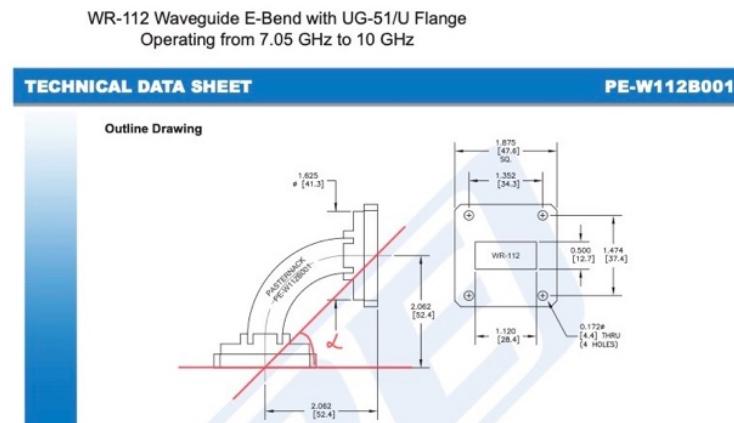 WR-112 Waveguide E-Bend with UG-51/U Flange
Operating from 7.05 GHz to 10 GHz
TECHNICAL DATA SHEET PE-W112B001
Outline Drawing
1.625
ø [41.3]
PASTERNACK
PE-W112B001
α
2.062
[52.4]
2.062
[52.4]
1.875
[47.6]
SQ.
1.352
[34.3]
WR-112
0.500
[12.7]
1.474
[37.4]
1.120
[28.4]
0.172ø
[4.4] THRU
(4 HOLES)